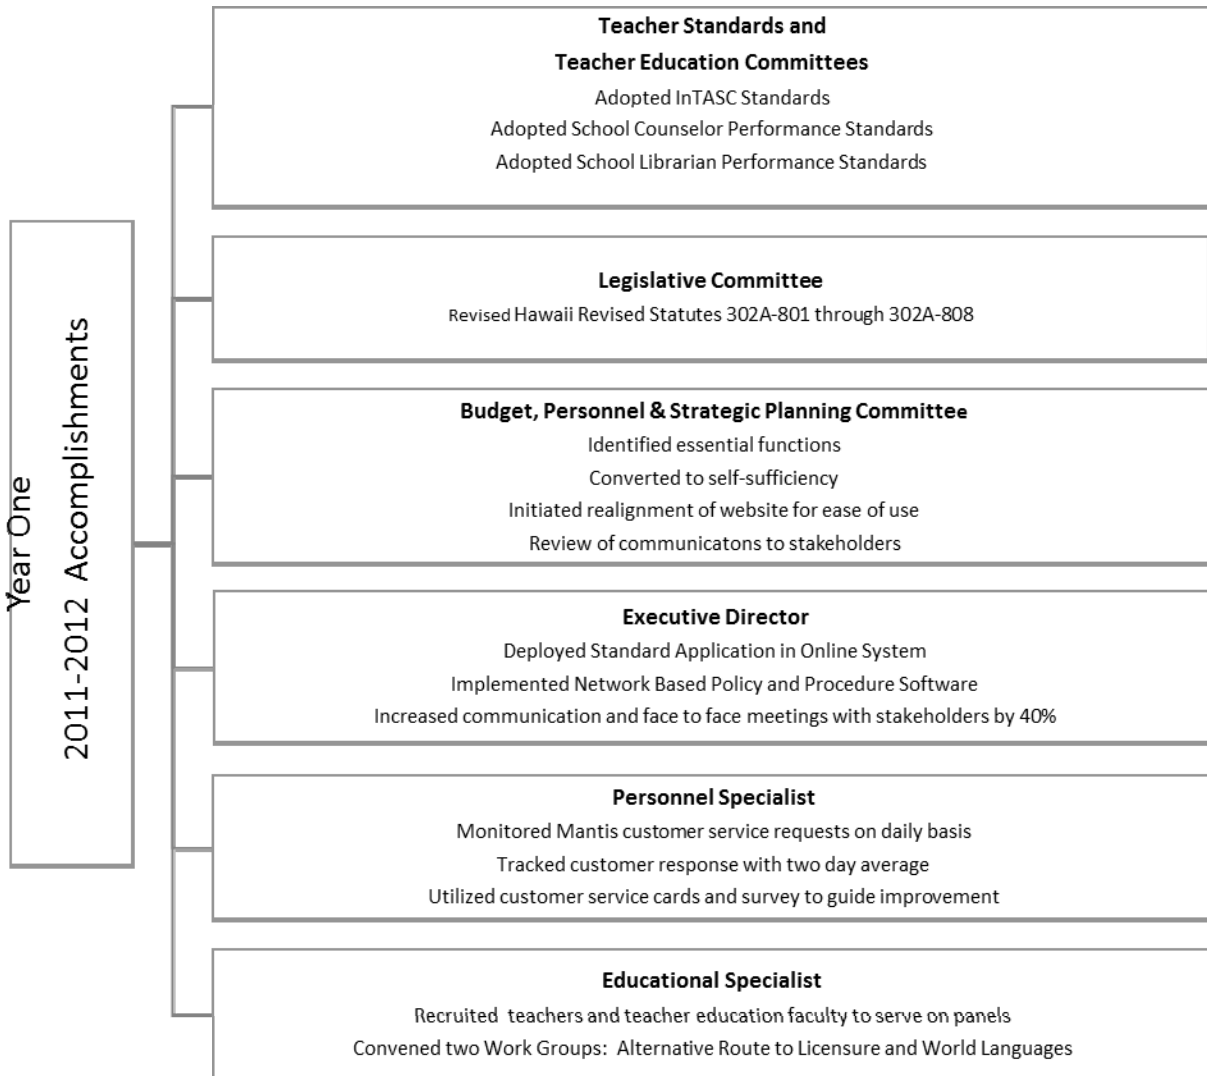 Year One
2011-2012 Accomplishments
Teacher Standards and
Teacher Education Committees
Adopted InTASC Standards
Adopted School Counselor Performance Standards
Adopted School Librarian Performance Standards
Legislative Committee
Revised Hawaii Revised Statutes 302A-801 through 302A-808
Budget, Personnel & Strategic Planning Committee
Identified essential functions
Converted to self-sufficiency
Initiated realignment of website for ease of use
Review of communicatons to stakeholders
Executive Director
Deployed Standard Application in Online System
Implemented Network Based Policy and Procedure Software
Increased communication and face to face meetings with stakeholders by 40%
Personnel Specialist
Monitored Mantis customer service requests on daily basis
Tracked customer response with two day average
Utilized customer service cards and survey to guide improvement
Educational Specialist
Recruited teachers and teacher education faculty to serve on panels
Convened two Work Groups: Alternative Route to Licensure and World Languages